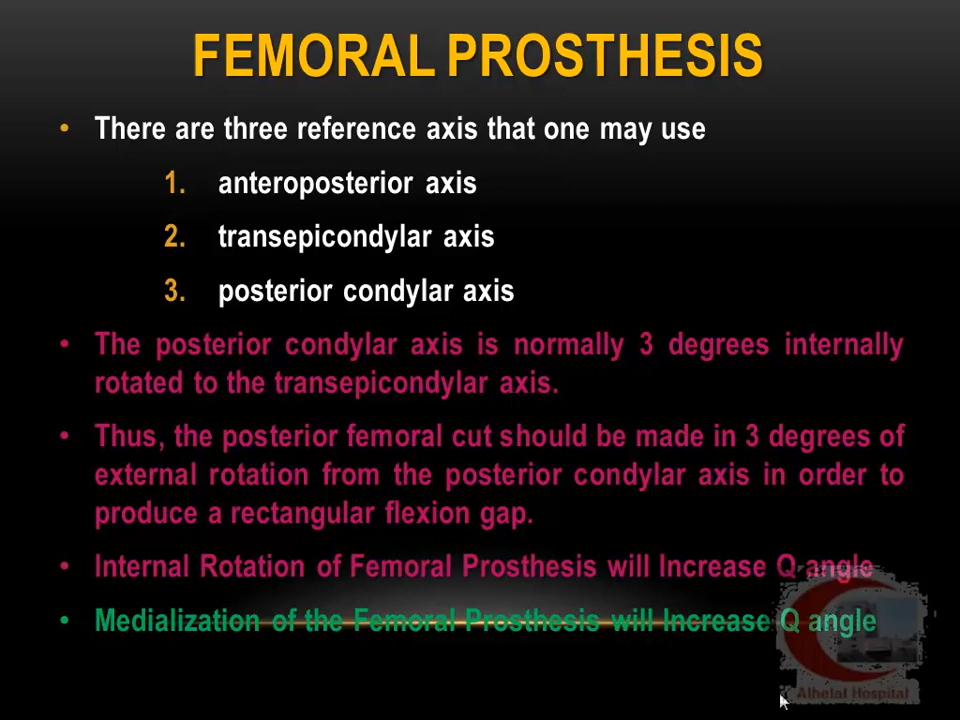 FEMORAL PROSTHESIS
• There are three reference axis that one may use
1. anteroposterior axis
2. transepicondylar axis
3. posterior condylar axis
• The posterior condylar axis is normally 3 degrees internally
rotated to the transepicondylar axis.
• Thus, the posterior femoral cut should be made in 3 degrees of
external rotation from the posterior condylar axis in order to
produce a rectangular flexion gap.
• Internal Rotation of Femoral Prosthesis will Increase Q angle
• Medialization of the Femoral Prosthesis will Increase Q angle
Alhelal Hospital